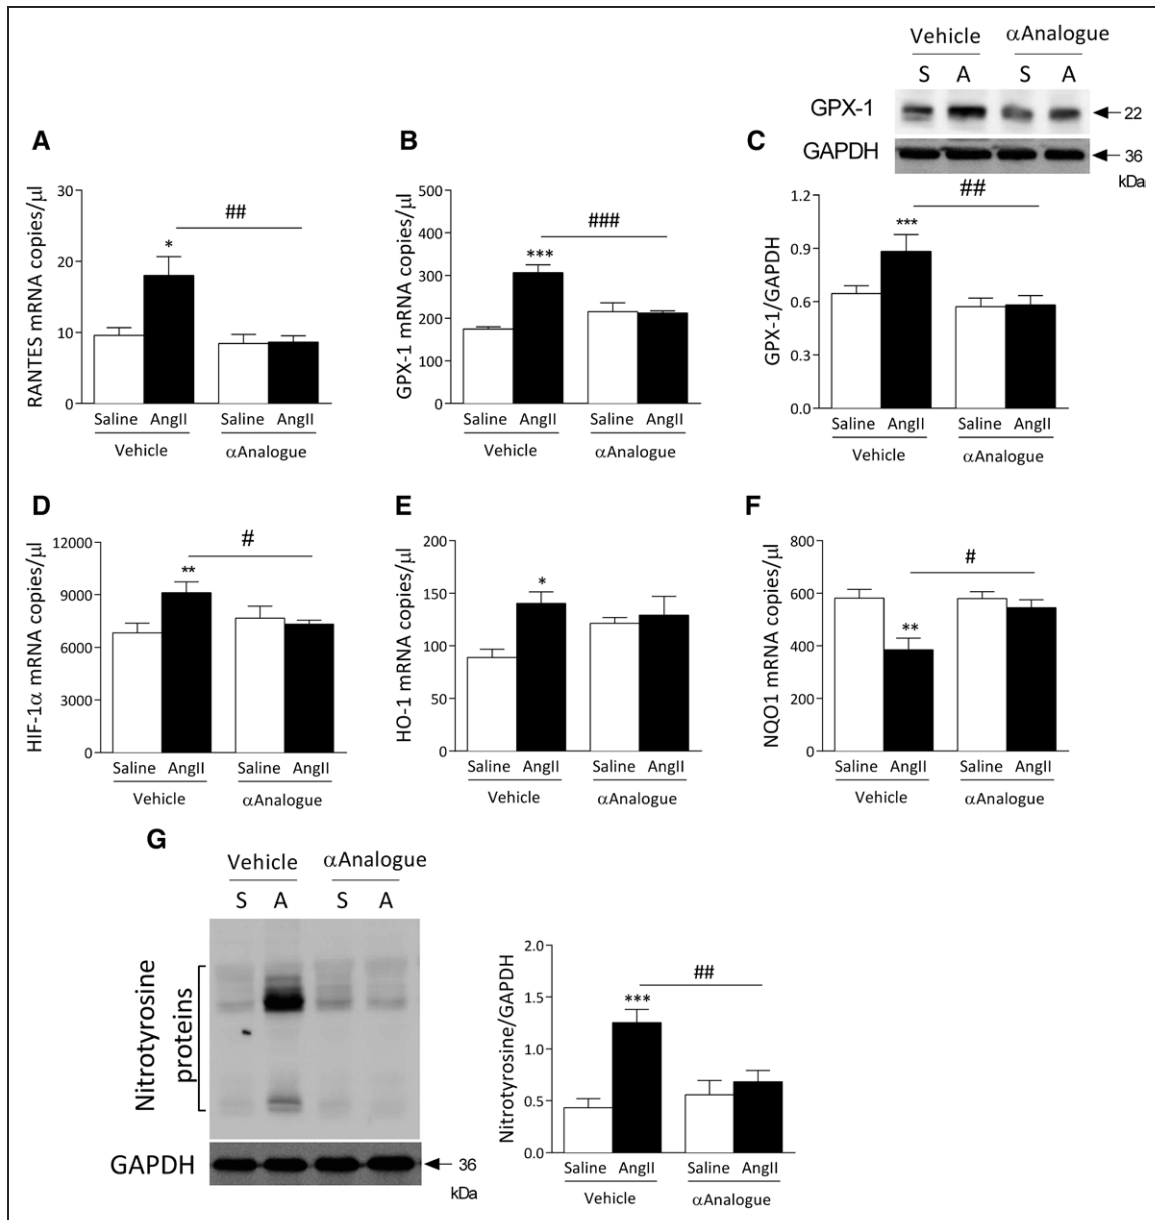 Vehicle αAnalogue
S A S A
GPX-1 22
GAPDH 36
kDa
A
RANTES mRNA copies/μl
30
20
10
0
*
##
Saline AngII Saline AngII
Vehicle αAnalogue
B
GPX-1 mRNA copies/μl
500
400
300
200
100
0
***
###
Saline AngII Saline AngII
Vehicle αAnalogue
C
GPX-1/GAPDH
1.2
0.9
0.6
0.3
0.0
***
##
Saline AngII Saline AngII
Vehicle αAnalogue
D
HIF-1α mRNA copies/μl
12000
9000
6000
3000
0
**
#
Saline AngII Saline AngII
Vehicle αAnalogue
E
HO-1 mRNA copies/μl
200
150
100
50
0
*
Saline AngII Saline AngII
Vehicle αAnalogue
F
NQO1 mRNA copies/μl
800
600
400
200
0
**
#
Saline AngII Saline AngII
Vehicle αAnalogue
G
Vehicle αAnalogue
S A S A
Nitrotyrosine
proteins
GAPDH 36
kDa
Nitrotyrosine/GAPDH
2.0
1.5
1.0
0.5
0.0
***
##
Saline AngII Saline AngII
Vehicle αAnalogue